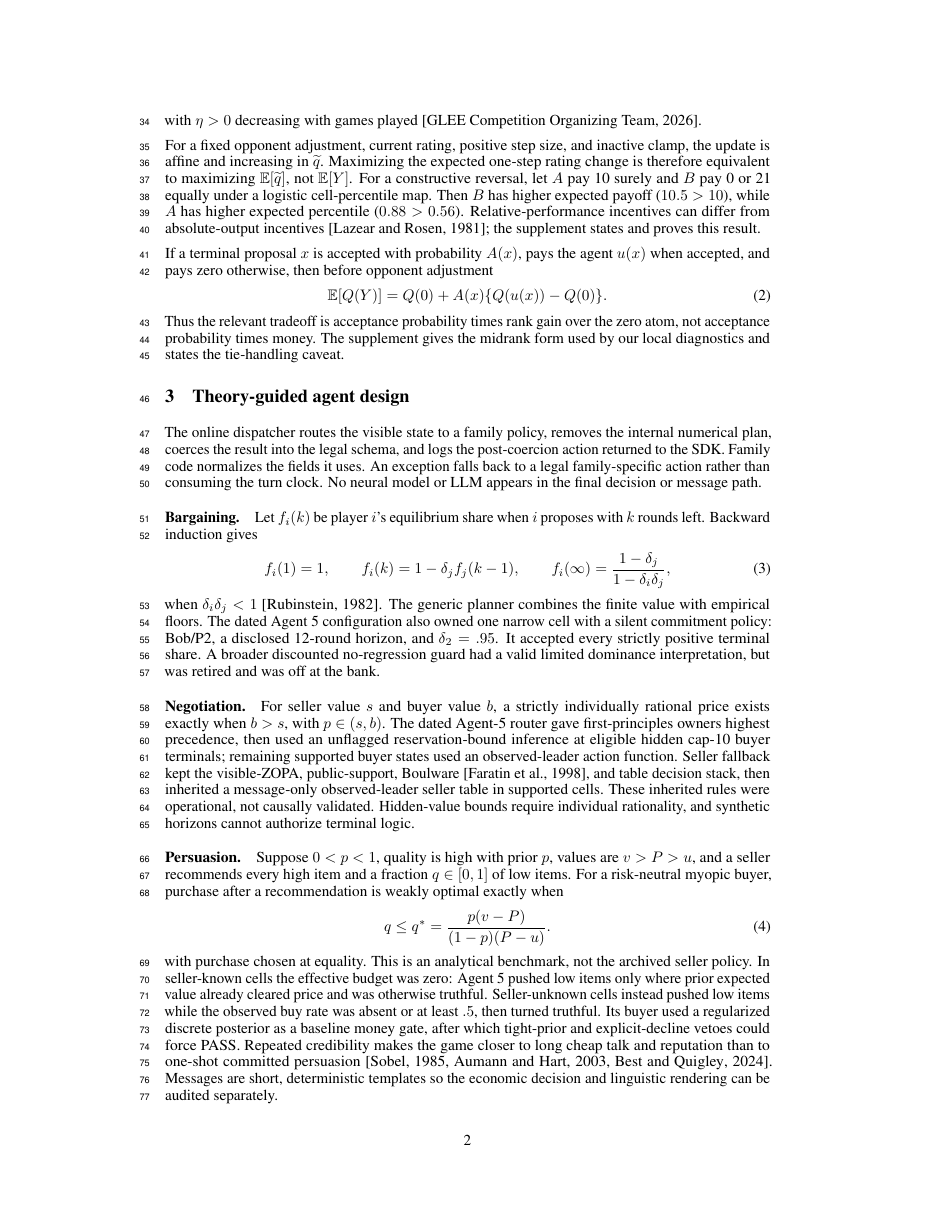 34 with η > 0 decreasing with games played [GLEE Competition Organizing Team, 2026].
35 For a fixed opponent adjustment, current rating, positive step size, and inactive clamp, the update is
36 affine and increasing in q̃. Maximizing the expected one-step rating change is therefore equivalent
37 to maximizing 𝔼[q̃], not 𝔼[Y]. For a constructive reversal, let A pay 10 surely and B pay 0 or 21
38 equally under a logistic cell-percentile map. Then B has higher expected payoff (10.5 > 10), while
39 A has higher expected percentile (0.88 > 0.56). Relative-performance incentives can differ from
40 absolute-output incentives [Lazear and Rosen, 1981]; the supplement states and proves this result.
41 If a terminal proposal x is accepted with probability A(x), pays the agent u(x) when accepted, and
42 pays zero otherwise, then before opponent adjustment
𝔼[Q(Y)] = Q(0) + A(x){Q(u(x)) − Q(0)}. (2)
43 Thus the relevant tradeoff is acceptance probability times rank gain over the zero atom, not acceptance
44 probability times money. The supplement gives the midrank form used by our local diagnostics and
45 states the tie-handling caveat.
46 3 Theory-guided agent design
47 The online dispatcher routes the visible state to a family policy, removes the internal numerical plan,
48 coerces the result into the legal schema, and logs the post-coercion action returned to the SDK. Family
49 code normalizes the fields it uses. An exception falls back to a legal family-specific action rather than
50 consuming the turn clock. No neural model or LLM appears in the final decision or message path.
51 Bargaining. Let fᵢ(k) be player i's equilibrium share when i proposes with k rounds left. Backward
52 induction gives
fᵢ(1) = 1, fᵢ(k) = 1 − δⱼfⱼ(k − 1), fᵢ(∞) = (1 − δⱼ)/(1 − δᵢδⱼ), (3)
53 when δᵢδⱼ < 1 [Rubinstein, 1982]. The generic planner combines the finite value with empirical
54 floors. The dated Agent 5 configuration also owned one narrow cell with a silent commitment policy:
55 Bob/P2, a disclosed 12-round horizon, and δ₂ = .95. It accepted every strictly positive terminal
56 share. A broader discounted no-regression guard had a valid limited dominance interpretation, but
57 was retired and was off at the bank.
58 Negotiation. For seller value s and buyer value b, a strictly individually rational price exists
59 exactly when b > s, with p ∈ (s, b). The dated Agent-5 router gave first-principles owners highest
60 precedence, then used an unflagged reservation-bound inference at eligible hidden cap-10 buyer
61 terminals; remaining supported buyer states used an observed-leader action function. Seller fallback
62 kept the visible-ZOPA, public-support, Boulware [Faratin et al., 1998], and table decision stack, then
63 inherited a message-only observed-leader seller table in supported cells. These inherited rules were
64 operational, not causally validated. Hidden-value bounds require individual rationality, and synthetic
65 horizons cannot authorize terminal logic.
66 Persuasion. Suppose 0 < p < 1, quality is high with prior p, values are v > P > u, and a seller
67 recommends every high item and a fraction q ∈ [0, 1] of low items. For a risk-neutral myopic buyer,
68 purchase after a recommendation is weakly optimal exactly when
q ≤ q* = p(v − P)/((1 − p)(P − u)). (4)
69 with purchase chosen at equality. This is an analytical benchmark, not the archived seller policy. In
70 seller-known cells the effective budget was zero: Agent 5 pushed low items only where prior expected
71 value already cleared price and was otherwise truthful. Seller-unknown cells instead pushed low items
72 while the observed buy rate was absent or at least .5, then turned truthful. Its buyer used a regularized
73 discrete posterior as a baseline money gate, after which tight-prior and explicit-decline vetoes could
74 force PASS. Repeated credibility makes the game closer to long cheap talk and reputation than to
75 one-shot committed persuasion [Sobel, 1985, Aumann and Hart, 2003, Best and Quigley, 2024].
76 Messages are short, deterministic templates so the economic decision and linguistic rendering can be
77 audited separately.
2